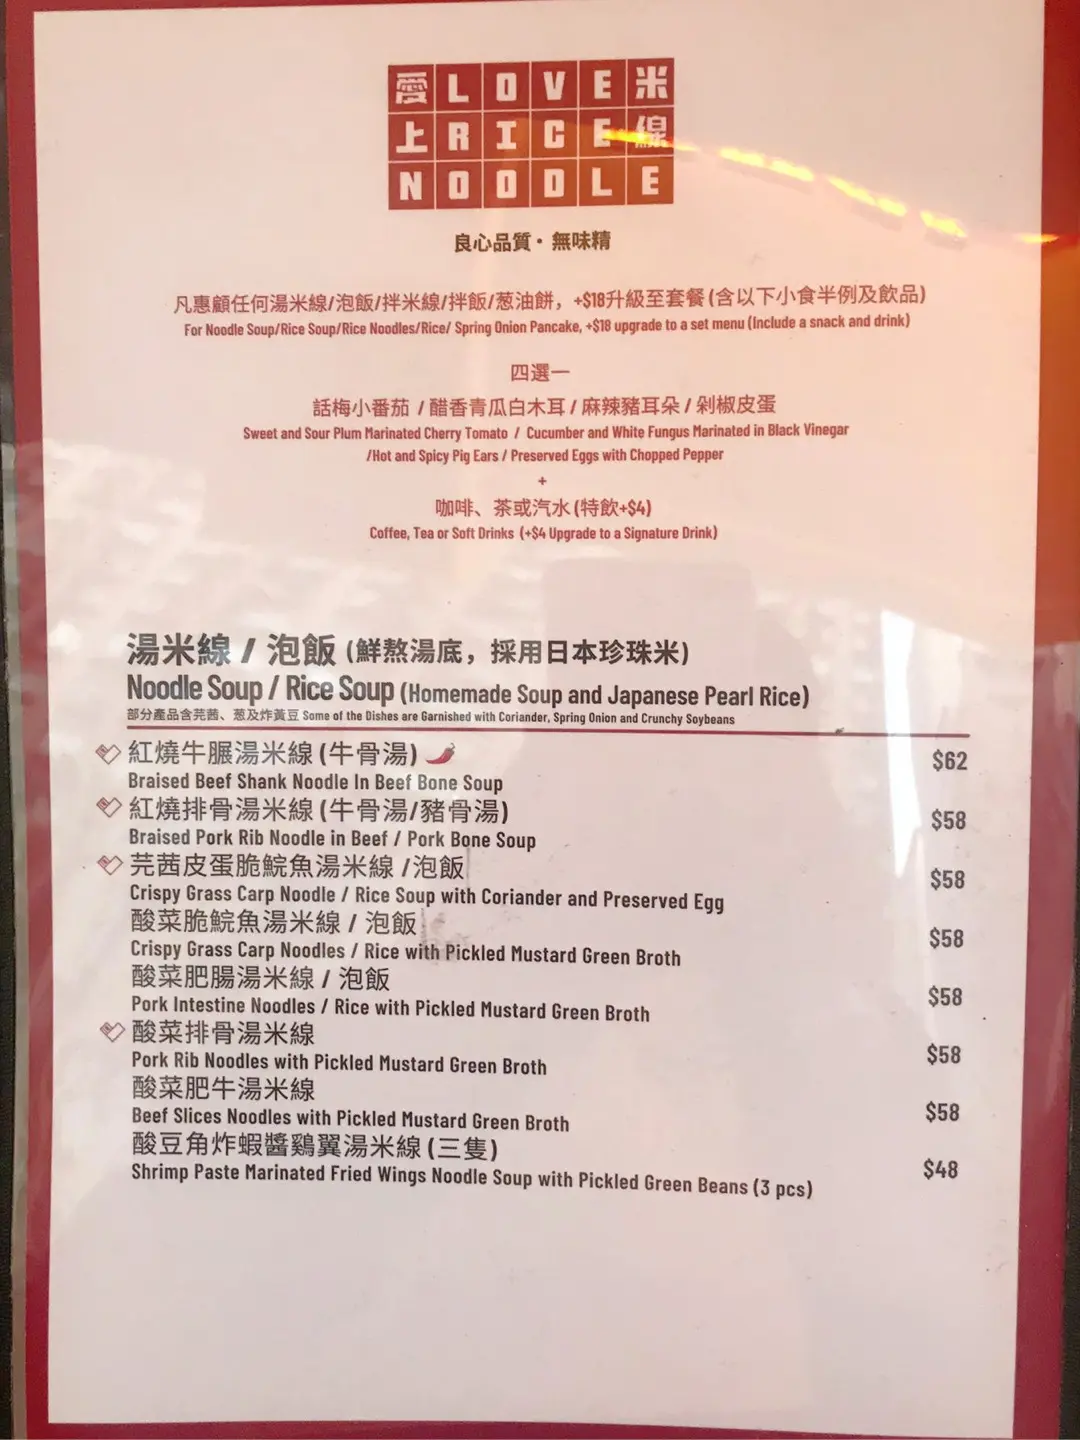 愛LOVE米
上RICE線
NOODLE
良心品質・無味精
凡惠顧任何湯米線/泡飯/拌米線/拌飯/葱油餅，+$18升級至套餐(含以下小食半例及飲品)
For Noodle Soup/Rice Soup/Rice Noodles/Rice/ Spring Onion Pancake, +$18 upgrade to a set menu (Include a snack and drink)
四選一
話梅小番茄 / 醋香青瓜白木耳 / 麻辣豬耳朵 / 剁椒皮蛋
Sweet and Sour Plum Marinated Cherry Tomato / Cucumber and White Fungus Marinated in Black Vinegar
/Hot and Spicy Pig Ears / Preserved Eggs with Chopped Pepper
+
咖啡、茶或汽水(特飲+$4)
Coffee, Tea or Soft Drinks (+$4 Upgrade to a Signature Drink)
湯米線 / 泡飯 (鮮熬湯底，採用日本珍珠米)
Noodle Soup / Rice Soup (Homemade Soup and Japanese Pearl Rice)
部分產品含芫茜、葱及炸黃豆 Some of the Dishes are Garnished with Coriander, Spring Onion and Crunchy Soybeans
紅燒牛𦟌湯米線 (牛骨湯) $62
Braised Beef Shank Noodle In Beef Bone Soup
紅燒排骨湯米線 (牛骨湯/豬骨湯) $58
Braised Pork Rib Noodle in Beef / Pork Bone Soup
芫茜皮蛋脆鯇魚湯米線 /泡飯 $58
Crispy Grass Carp Noodle / Rice Soup with Coriander and Preserved Egg
酸菜脆鯇魚湯米線 / 泡飯 $58
Crispy Grass Carp Noodles / Rice with Pickled Mustard Green Broth
酸菜肥腸湯米線 / 泡飯 $58
Pork Intestine Noodles / Rice with Pickled Mustard Green Broth
酸菜排骨湯米線 $58
Pork Rib Noodles with Pickled Mustard Green Broth
酸菜肥牛湯米線 $58
Beef Slices Noodles with Pickled Mustard Green Broth
酸豆角炸蝦醬鷄翼湯米線 (三隻) $48
Shrimp Paste Marinated Fried Wings Noodle Soup with Pickled Green Beans (3 pcs)